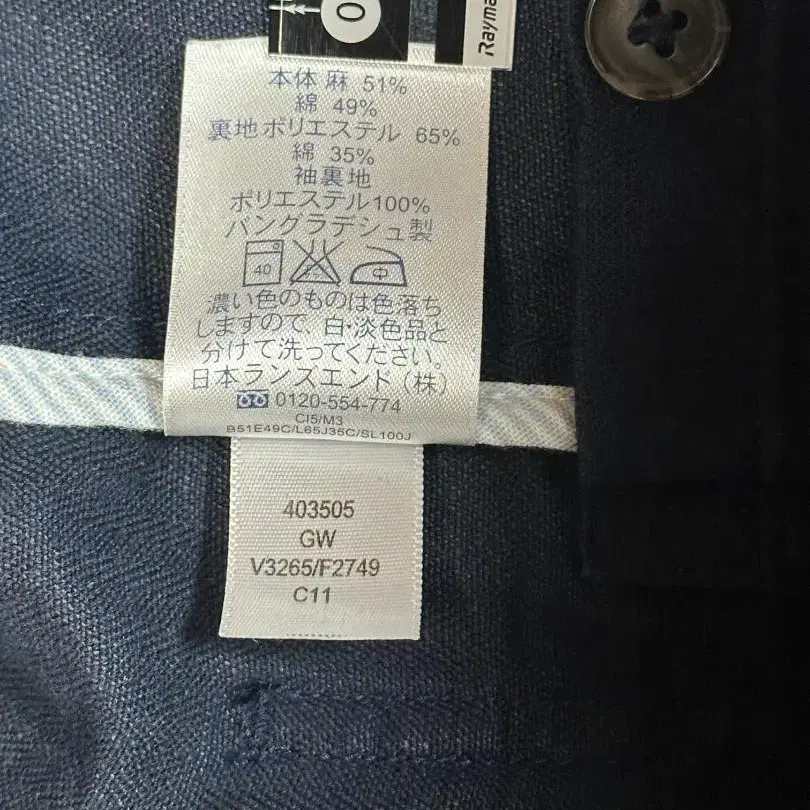 0
本体 麻 51%
綿 49%
裏地 ポリエステル 65%
綿 35%
袖裏地
ポリエステル100%
バングラデシュ製
40
中
濃い色のものは色落ち
しますので、白・淡色品と
分けて洗ってください。
日本ランズエンド(株)
0120-554-774
CI5/M3
B51E49C/L65J35C/SL100J
403505
GW
V3265/F2749
C11